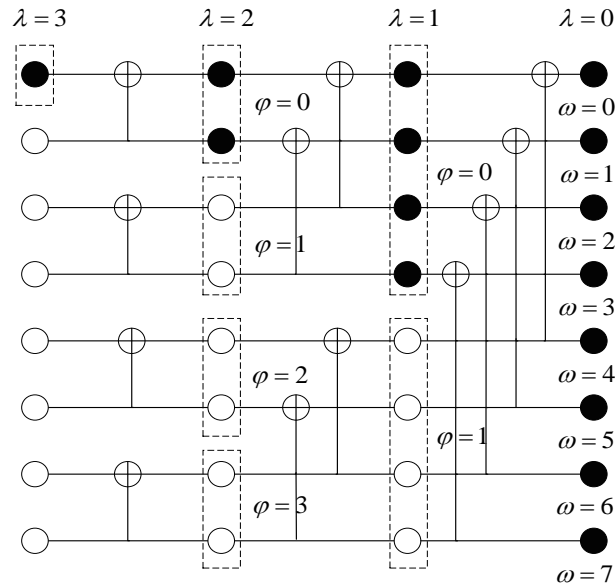 λ = 3 λ = 2 λ = 1 λ = 0
φ = 0 ω = 0
φ = 0 ω = 1
φ = 1 ω = 2
ω = 3
φ = 2 ω = 4
φ = 1 ω = 5
φ = 3 ω = 6
ω = 7